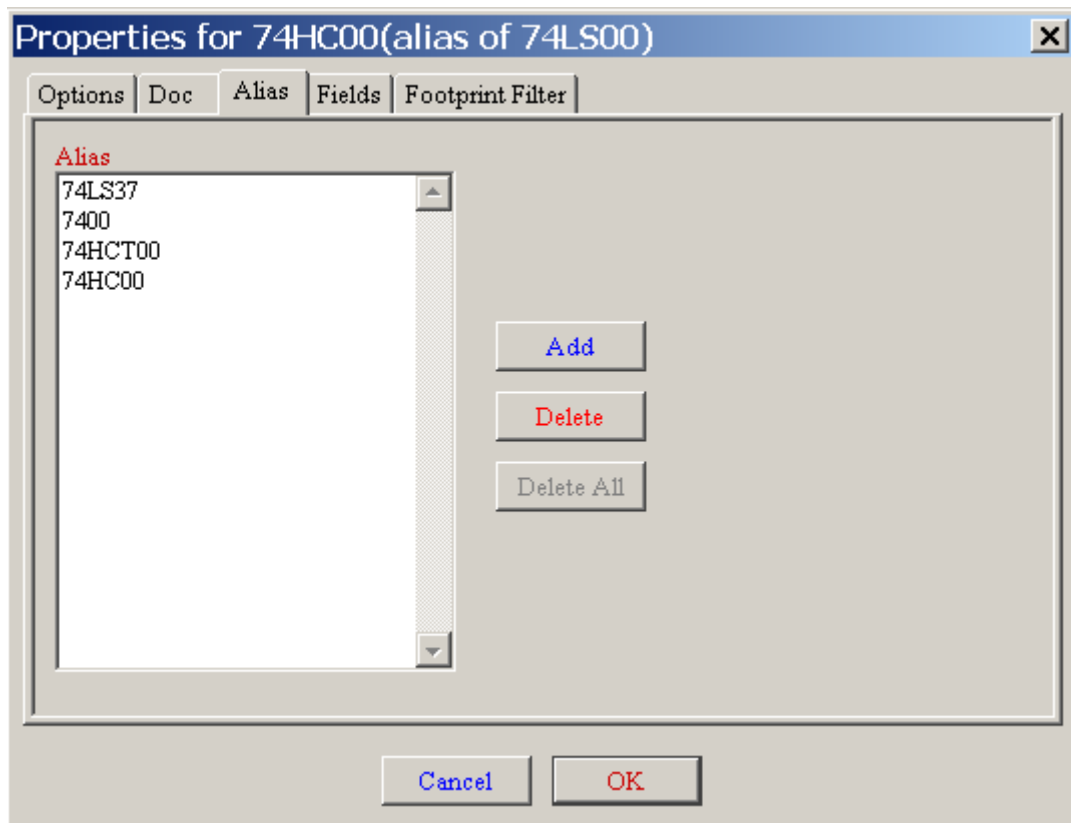 Properties for 74HC00(alias of 74LS00)
Options Doc Alias Fields Footprint Filter
Alias
74LS37
7400
74HCT00
74HC00
Add
Delete
Delete All
Cancel OK